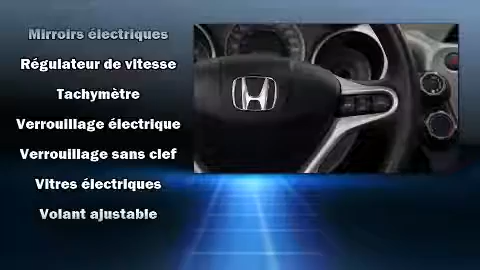 Mirroirs électriques
Régulateur de vitesse
Tachymètre
Verrouillage électrique
Verrouillage sans clef
Vitres électriques
Volant ajustable